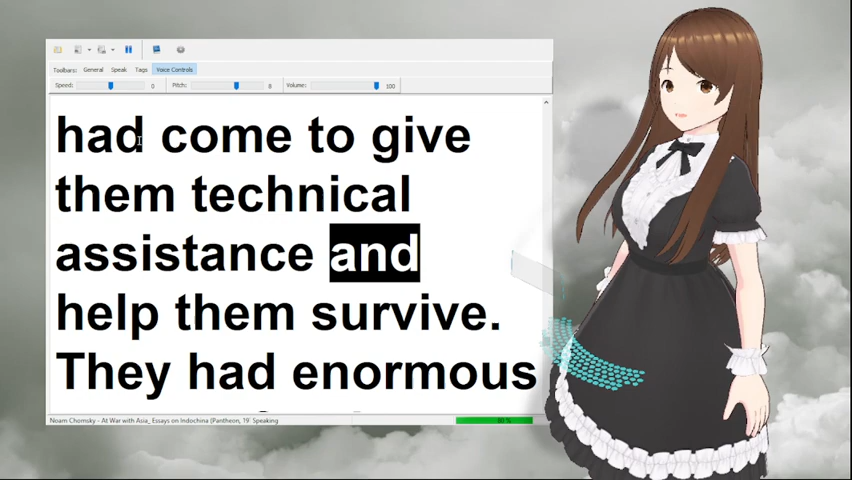 Toolbars: General Speak Tags Voice Controls
Speed: 0 Pitch: 8 Volume: 100
had come to give
them technical
assistance and
help them survive.
They had enormous
Noam Chomsky - At War with Asia_ Essays on Indochina [Pantheon, 19 Speaking